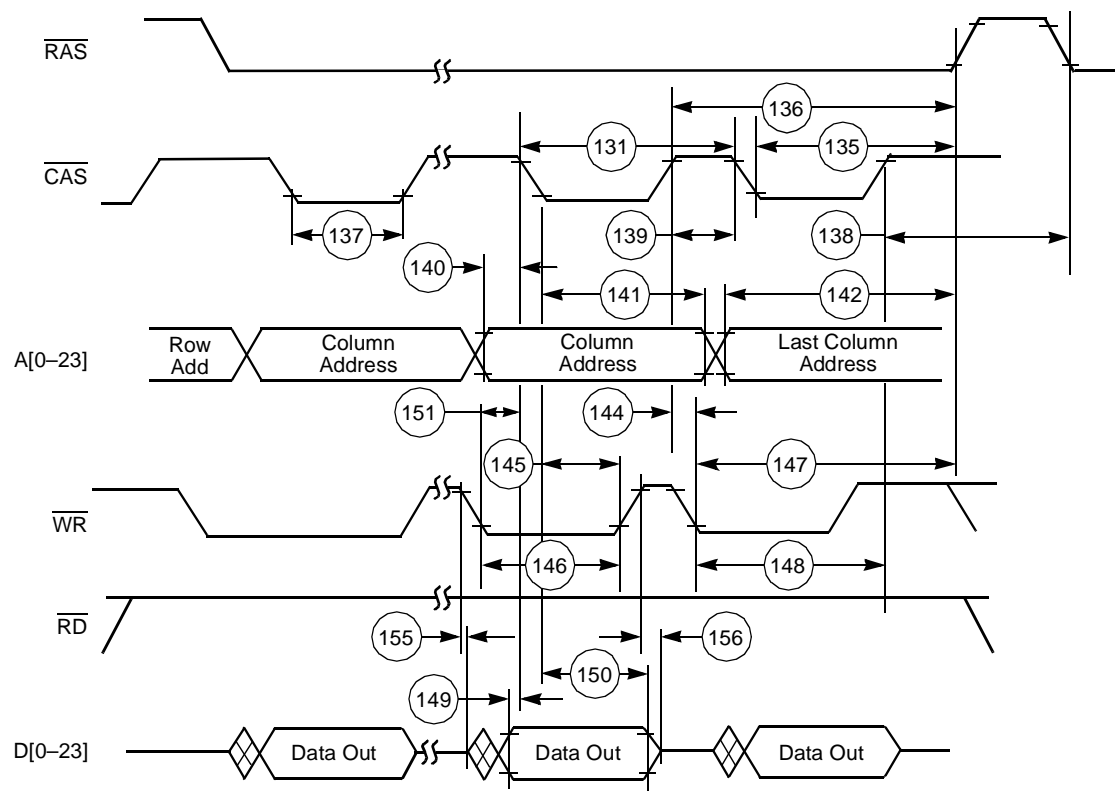 RAS
136
131
135
CAS
137
139
138
140
141
142
A[0–23]
Row
Add
Column
Address
Column
Address
Last Column
Address
151
144
145
147
WR
146
148
RD
155
156
150
149
D[0–23]
Data Out
Data Out
Data Out